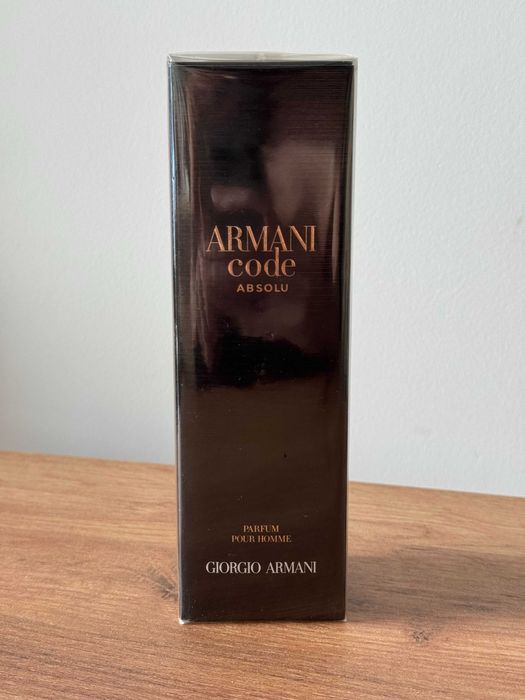 ARMANI
code
ABSOLU
PARFUM
POUR HOMME
GIORGIO ARMANI